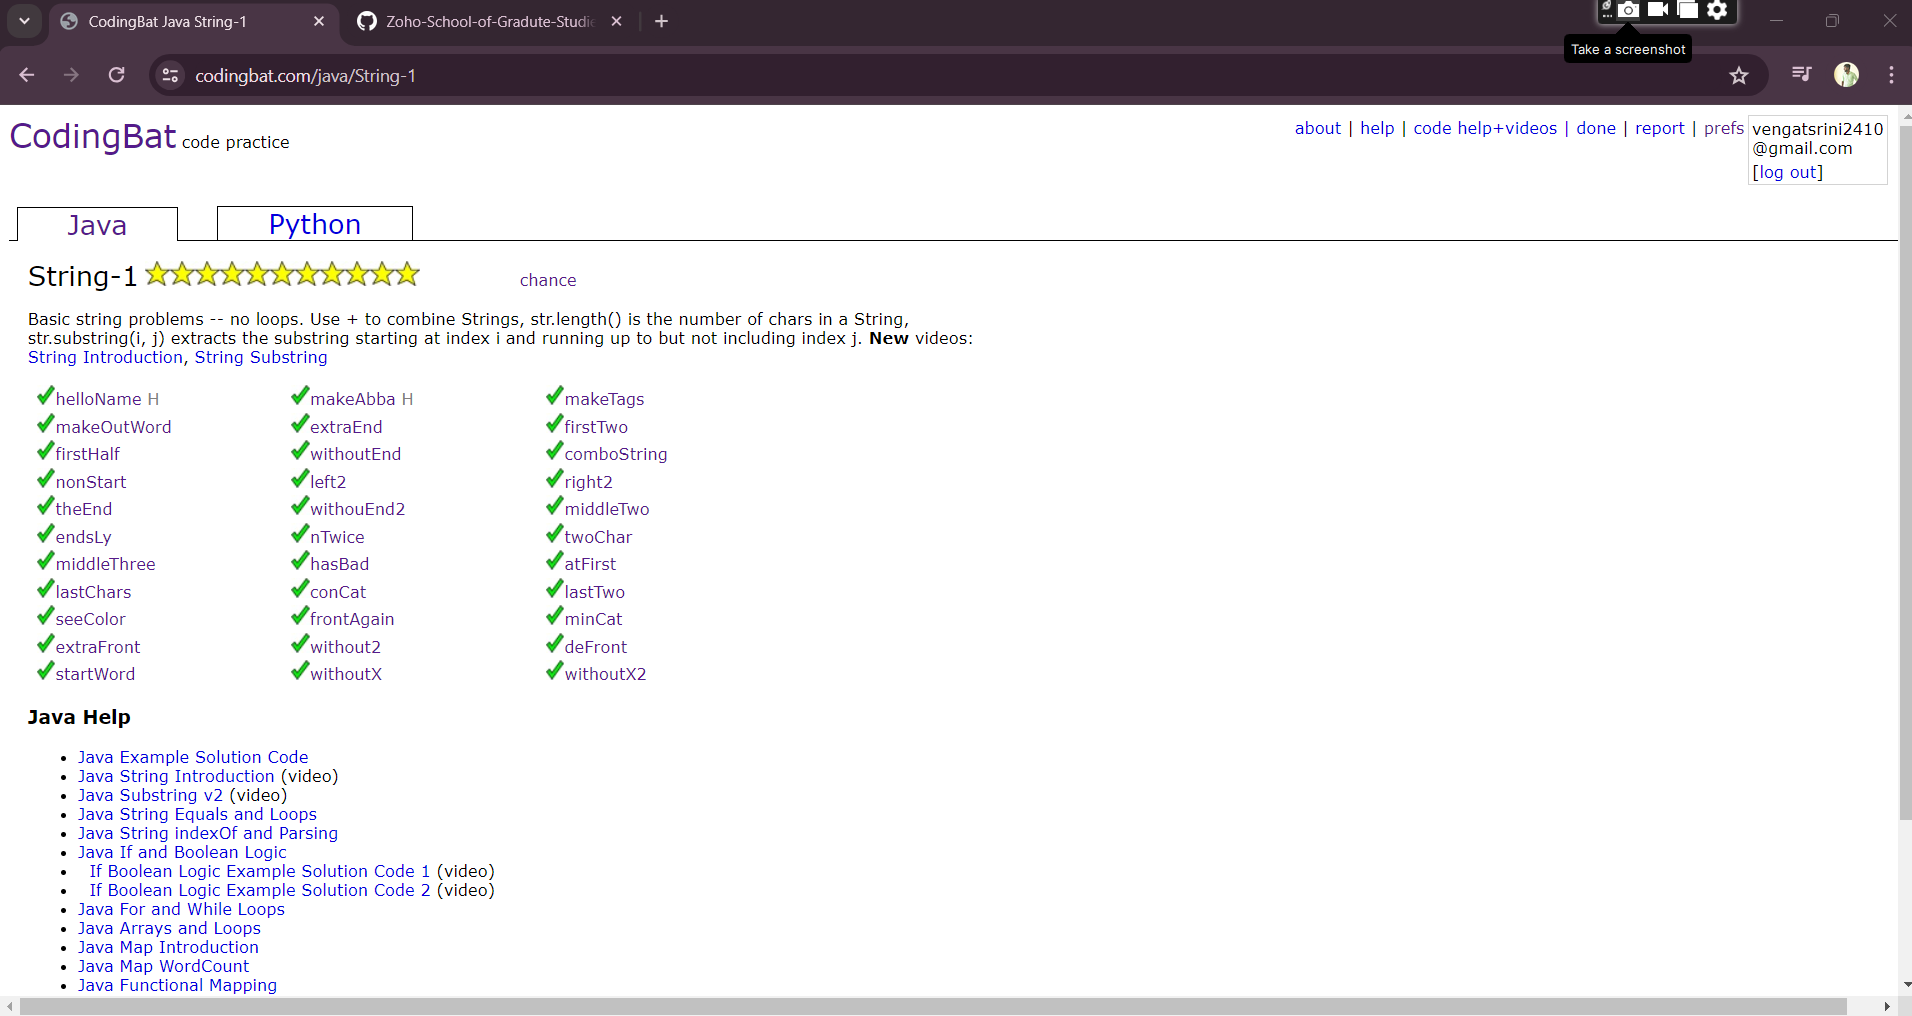 CodingBat Java String-1
Zoho-School-of-Gradute-Studie
Take a screenshot
codingbat.com/java/String-1
CodingBat code practice
about | help | code help+videos | done | report | prefs
vengatsrini2410
@gmail.com
[log out]
Java
Python
String-1
chance
Basic string problems -- no loops. Use + to combine Strings, str.length() is the number of chars in a String,
str.substring(i, j) extracts the substring starting at index i and running up to but not including index j. New videos:
String Introduction, String Substring
helloName H
makeAbba H
makeTags
makeOutWord
extraEnd
firstTwo
firstHalf
withoutEnd
comboString
nonStart
left2
right2
theEnd
withouEnd2
middleTwo
endsLy
nTwice
twoChar
middleThree
hasBad
atFirst
lastChars
conCat
lastTwo
seeColor
frontAgain
minCat
extraFront
without2
deFront
startWord
withoutX
withoutX2
Java Help
Java Example Solution Code
Java String Introduction (video)
Java Substring v2 (video)
Java String Equals and Loops
Java String indexOf and Parsing
Java If and Boolean Logic
If Boolean Logic Example Solution Code 1 (video)
If Boolean Logic Example Solution Code 2 (video)
Java For and While Loops
Java Arrays and Loops
Java Map Introduction
Java Map WordCount
Java Functional Mapping